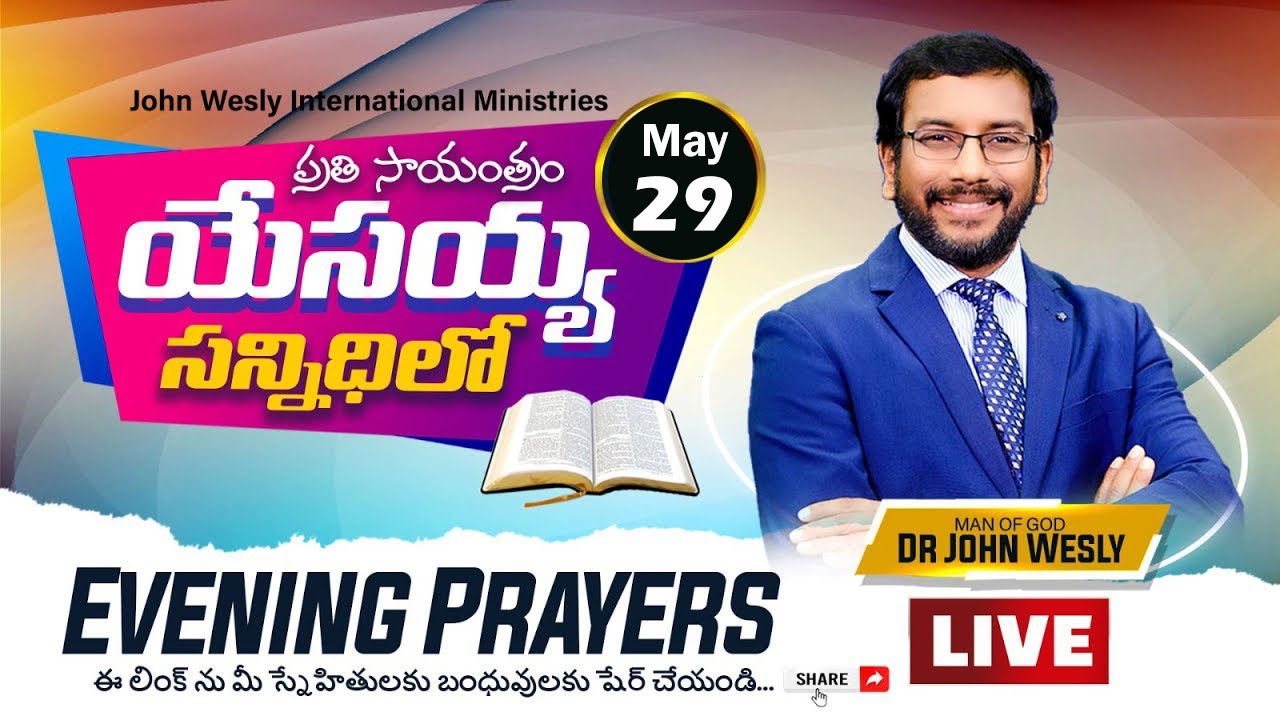 John Wesly International Ministries
May
29
ప్రతి సాయంత్రం
యేసయ్య
సన్నిధిలో
MAN OF GOD
DR JOHN WESLY
EVENING PRAYERS
LIVE
ఈ లింక్ ను మీ స్నేహితులకు బంధువులకు షేర్ చేయండి...
SHARE